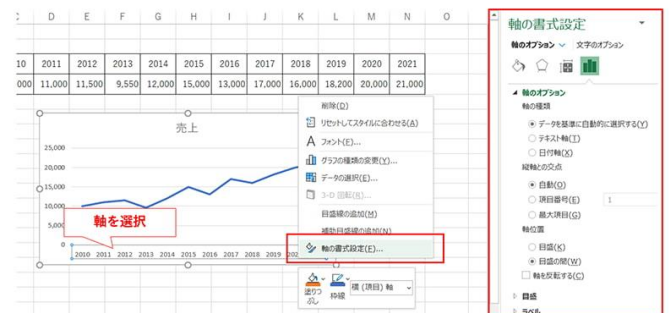 C D E F G H I J K L M N O
10 2011 2012 2013 2014 2015 2016 2017 2018 2019 2020 2021
000 11,000 11,500 9,550 12,000 15,000 13,000 17,000 16,000 18,200 20,000 21,000
売上
25,000
20,000
15,000
10,000
5,000
0
2010 2011 2012 2013 2014 2015 2016 2017 2018 2019
軸を選択
削除(D)
リセットしてスタイルに合わせる(A)
フォント(F)...
グラフの種類の変更(Y)...
データの選択(E)...
3-D 回転(R)...
目盛線の追加(M)
補助目盛線の追加(N)
軸の書式設定(F)...
塗りつぶし
枠線
横 (項目) 軸
軸の書式設定
軸のオプション
文字のオプション
軸のオプション
軸の種類
データを基準に自動的に選択する(Y)
テキスト軸(T)
日付軸(X)
縦軸との交点
自動(O)
項目番号(E) 1
最大項目(G)
軸位置
目盛(K)
目盛の間(W)
軸を反転する(C)
目盛
ラベル